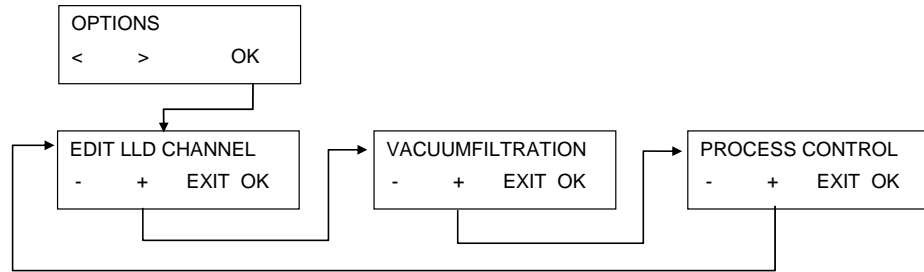 OPTIONS
< > OK
EDIT LLD CHANNEL
- + EXIT OK
VACUUMFILTRATION
- + EXIT OK
PROCESS CONTROL
- + EXIT OK